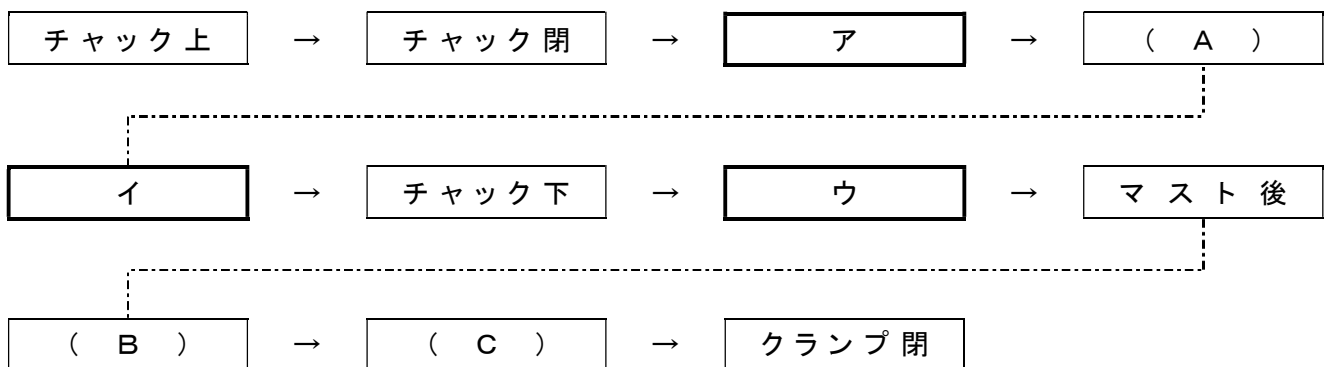 チャック上 → チャック閉 → ア → ( A )
イ → チャック下 → ウ → マスト後
( B ) → ( C ) → クランプ閉